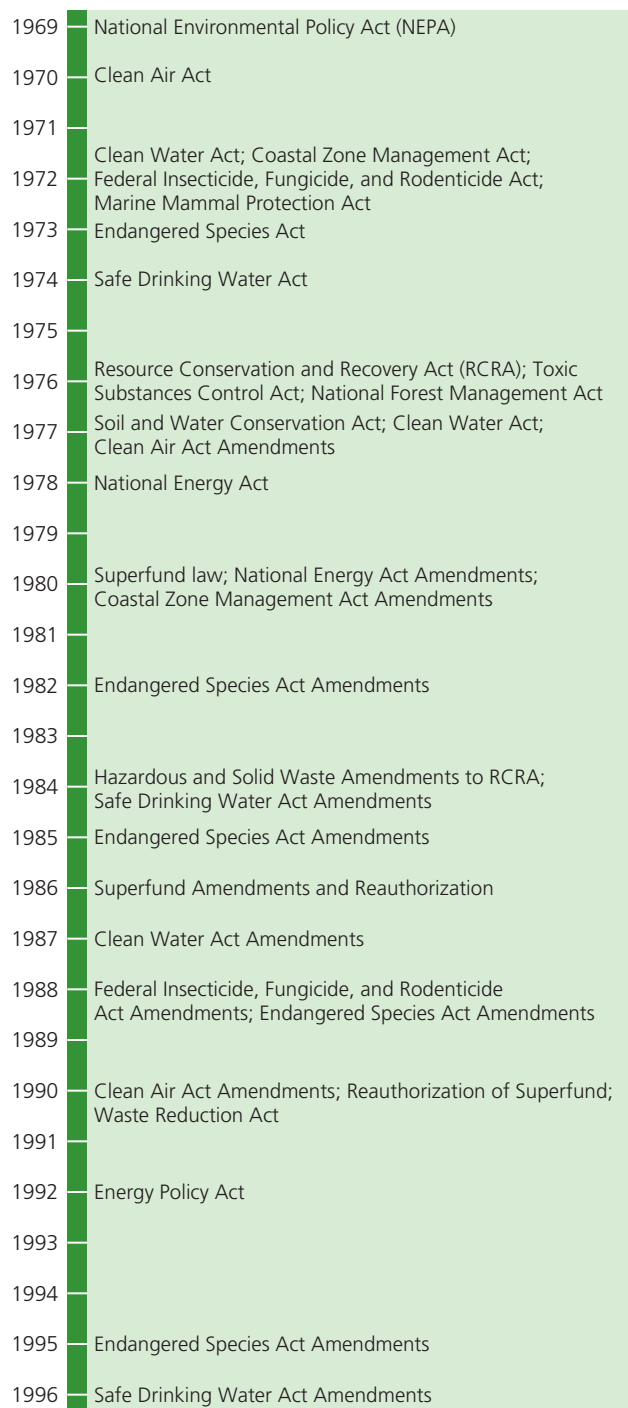 1969 National Environmental Policy Act (NEPA)
1970 Clean Air Act
1971
Clean Water Act; Coastal Zone Management Act;
1972 Federal Insecticide, Fungicide, and Rodenticide Act;
Marine Mammal Protection Act
1973 Endangered Species Act
1974 Safe Drinking Water Act
1975
1976 Resource Conservation and Recovery Act (RCRA); Toxic
Substances Control Act; National Forest Management Act
1977 Soil and Water Conservation Act; Clean Water Act;
Clean Air Act Amendments
1978 National Energy Act
1979
1980 Superfund law; National Energy Act Amendments;
Coastal Zone Management Act Amendments
1981
1982 Endangered Species Act Amendments
1983
1984 Hazardous and Solid Waste Amendments to RCRA;
Safe Drinking Water Act Amendments
1985 Endangered Species Act Amendments
1986 Superfund Amendments and Reauthorization
1987 Clean Water Act Amendments
1988 Federal Insecticide, Fungicide, and Rodenticide
Act Amendments; Endangered Species Act Amendments
1989
1990 Clean Air Act Amendments; Reauthorization of Superfund;
Waste Reduction Act
1991
1992 Energy Policy Act
1993
1994
1995 Endangered Species Act Amendments
1996 Safe Drinking Water Act Amendments